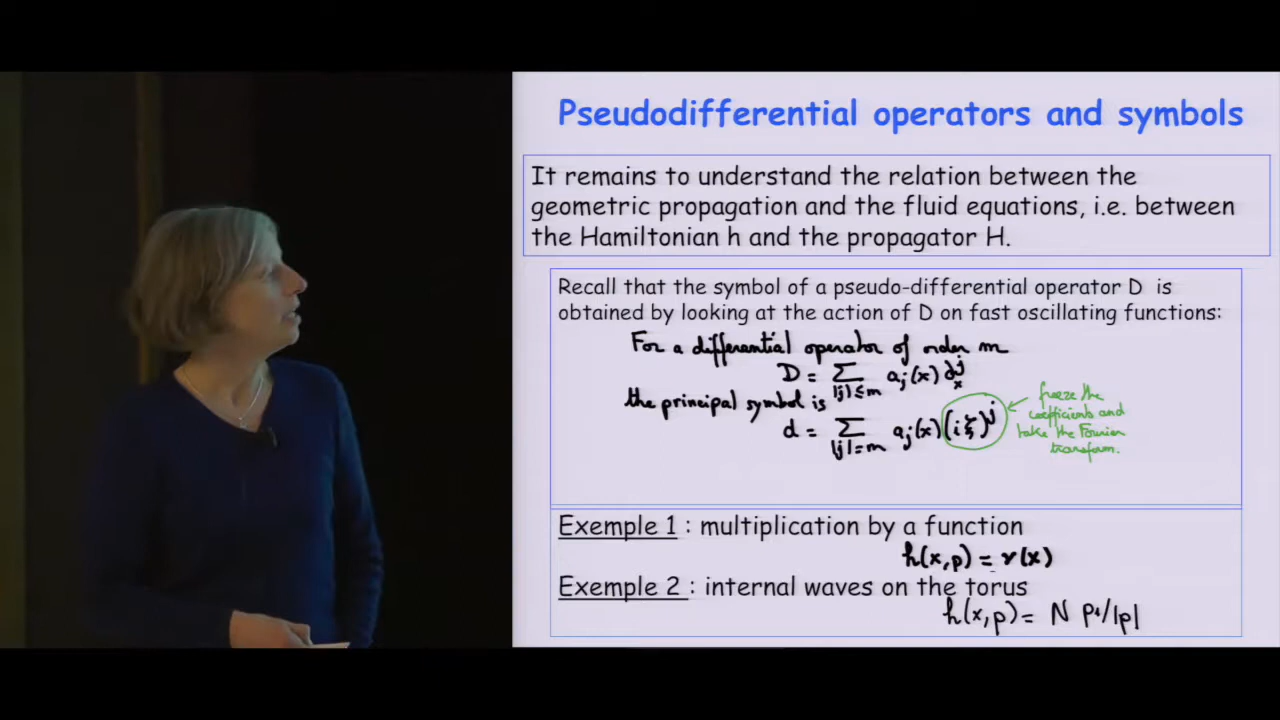 Pseudodifferential operators and symbols
It remains to understand the relation between the
geometric propagation and the fluid equations, i.e. between
the Hamiltonian h and the propagator H.
Recall that the symbol of a pseudo-differential operator D is
obtained by looking at the action of D on fast oscillating functions:
For a differential operator of order m
D = ∑_{|j|≤m} a_j(x) ∂_x^j
the principal symbol is
d = ∑_{|j|=m} a_j(x) (iξ)^j
freeze the
coefficients and
take the Fourier
transform.
Exemple 1 : multiplication by a function
h(x,p) = r(x)
Exemple 2 : internal waves on the torus
h(x,p) = N p₁/|p|